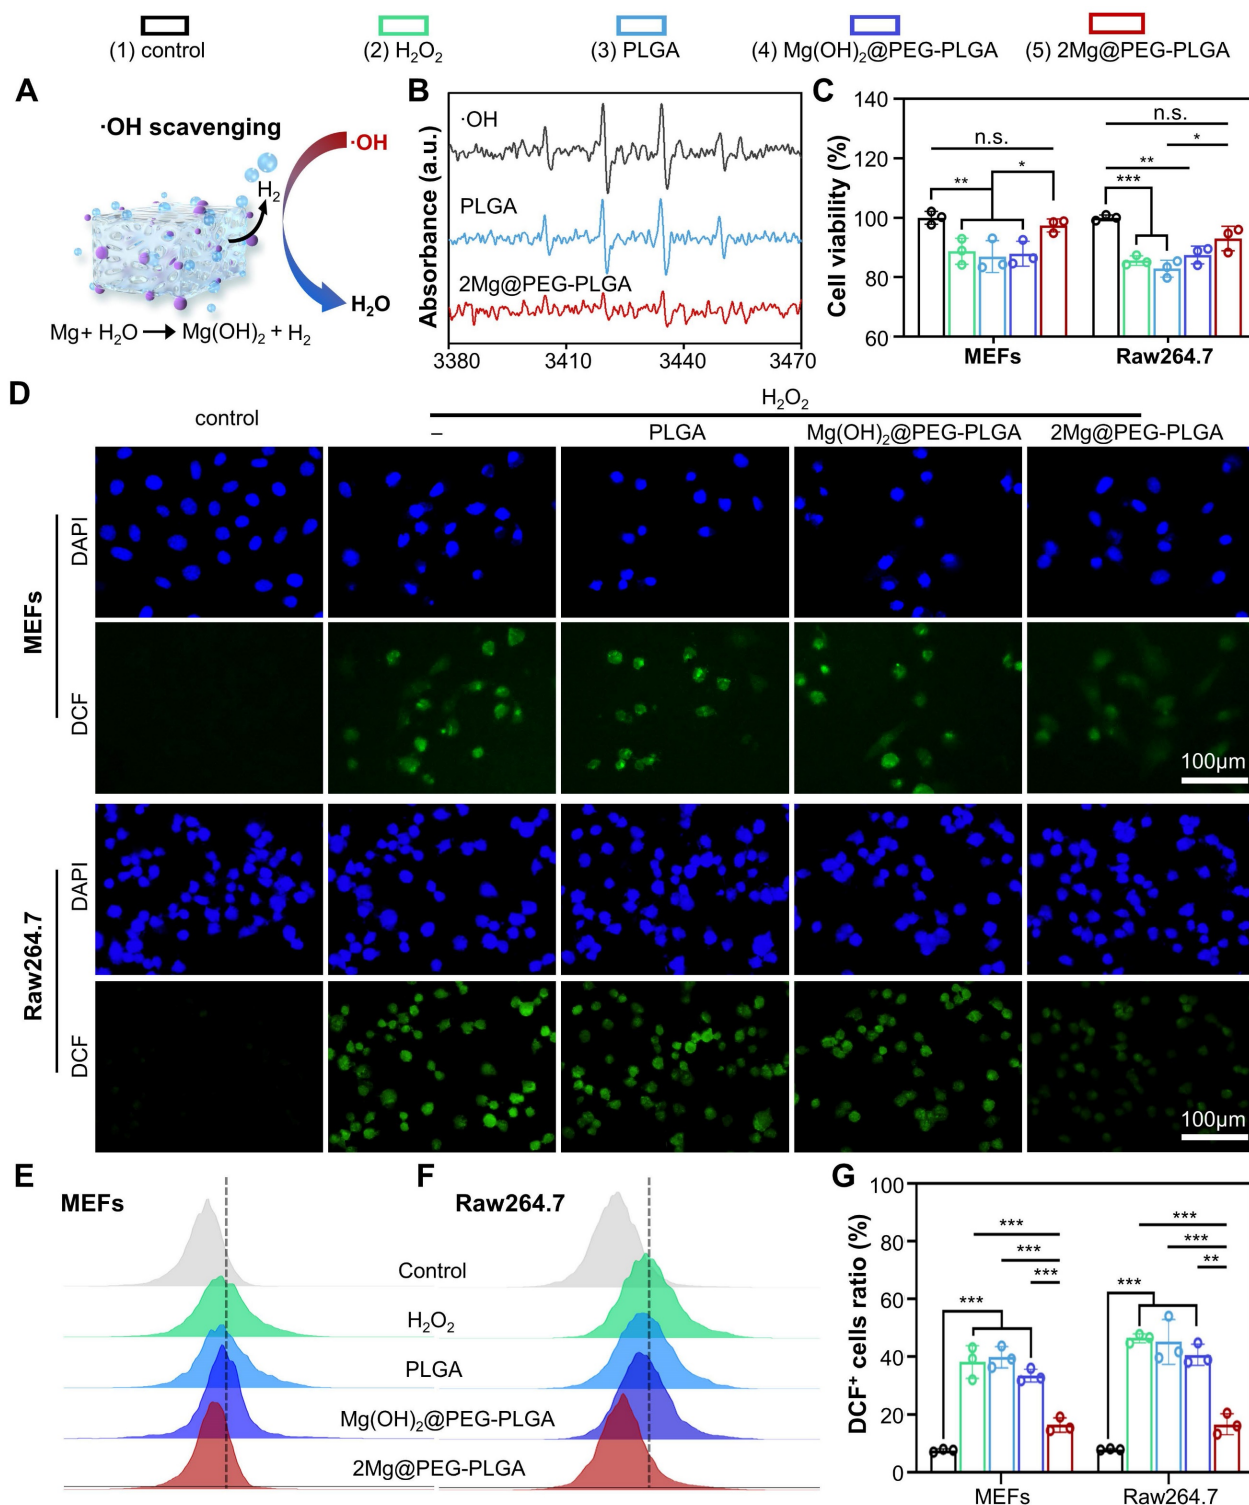 (1) control
(2) H₂O₂
(3) PLGA
(4) Mg(OH)₂@PEG-PLGA
(5) 2Mg@PEG-PLGA
A
·OH scavenging
·OH
H₂
H₂O
Mg+ H₂O → Mg(OH)₂ + H₂
B
Absorbance (a.u.)
·OH
PLGA
2Mg@PEG-PLGA
3380 3410 3440 3470
C
Cell viability (%)
140
120
100
80
60
n.s.
**
*
n.s.
*
**
***
MEFs Raw264.7
D
control
H₂O₂
– PLGA Mg(OH)₂@PEG-PLGA 2Mg@PEG-PLGA
MEFs
DAPI
DCF
100μm
Raw264.7
DAPI
DCF
100μm
E
MEFs
F
Raw264.7
Control
H₂O₂
PLGA
Mg(OH)₂@PEG-PLGA
2Mg@PEG-PLGA
G
DCF⁺ cells ratio (%)
100
80
60
40
20
0
***
***
***
***
***
***
**
***
MEFs Raw264.7